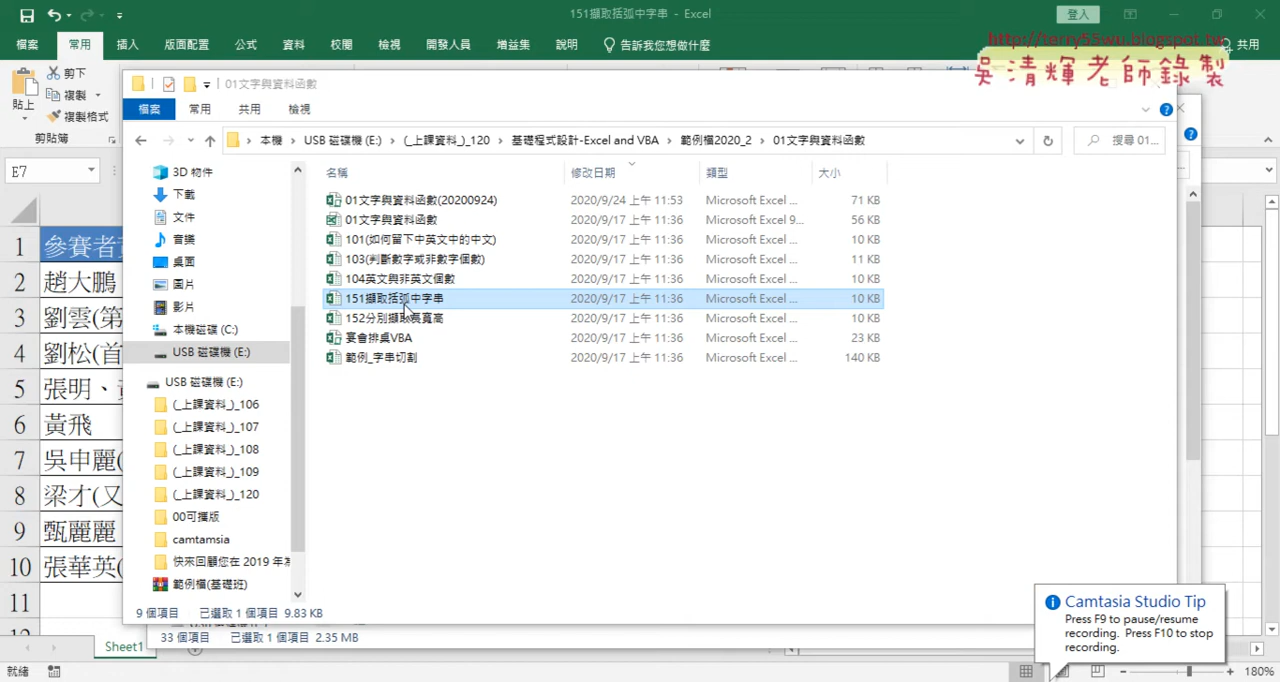 151擷取括弧中字串 - Excel
登入
檔案 常用 插入 版面配置 公式 資料 校閱 檢視 開發人員 增益集 說明 告訴我您想做什麼 共用
http://terry55wu.blogspot.tw
吳清輝老師錄製
貼上 剪下
複製
複製格式
剪貼簿
01文字與資料函數
檔案 常用 共用 檢視
本機 › USB 磁碟機 (E:) › (_上課資料_)_120 › 基礎程式設計-Excel and VBA › 範例檔2020_2 › 01文字與資料函數
搜尋 01...
E7
名稱 修改日期 類型 大小
01文字與資料函數(20200924) 2020/9/24 上午 11:53 Microsoft Excel ... 71 KB
01文字與資料函數 2020/9/17 上午 11:36 Microsoft Excel 9... 56 KB
101(如何留下中英文中的中文) 2020/9/17 上午 11:36 Microsoft Excel ... 10 KB
103(判斷數字或非數字個數) 2020/9/17 上午 11:36 Microsoft Excel ... 11 KB
104英文與非英文個數 2020/9/17 上午 11:36 Microsoft Excel ... 10 KB
151擷取括弧中字串 2020/9/17 上午 11:36 Microsoft Excel ... 10 KB
152分別擷取長寬高 2020/9/17 上午 11:36 Microsoft Excel ... 10 KB
宴會排桌VBA 2020/9/17 上午 11:36 Microsoft Excel ... 23 KB
範例_字串切割 2020/9/17 上午 11:36 Microsoft Excel ... 140 KB
3D 物件
下載
文件
音樂
桌面
圖片
影片
本機磁碟 (C:)
USB 磁碟機 (E:)
USB 磁碟機 (E:)
(_上課資料_)_106
(_上課資料_)_107
(_上課資料_)_108
(_上課資料_)_109
(_上課資料_)_120
00可攜版
camtamsia
快來回顧您在 2019 年
範例檔(基礎班)
9 個項目 已選取 1 個項目 9.83 KB
33 個項目 已選取 1 個項目 2.35 MB
1 參賽者
2 趙大鵬
3 劉雲(第
4 劉松(首
5 張明、
6 黃飛
7 吳申麗(
8 梁才(又
9 甄麗麗
10 張華英(
11
12
Sheet1
就緒
180%
Camtasia Studio Tip
Press F9 to pause/resume
recording. Press F10 to stop
recording.